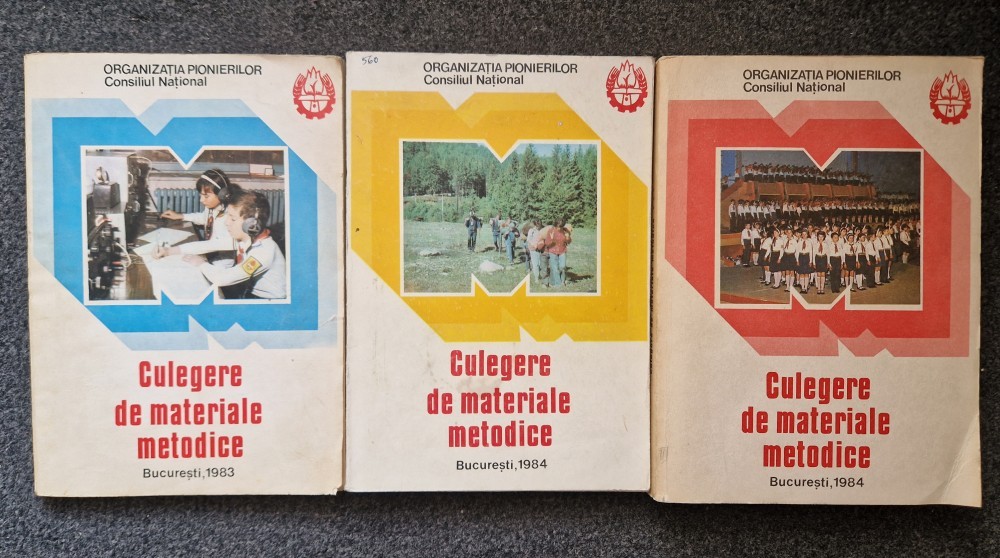 ORGANIZAȚIA PIONIERILOR
Consiliul Național
Culegere
de materiale
metodice
București, 1983
560
ORGANIZAȚIA PIONIERILOR
Consiliul Național
Culegere
de materiale
metodice
București, 1984
ORGANIZAȚIA PIONIERILOR
Consiliul Național
Culegere
de materiale
metodice
București, 1984